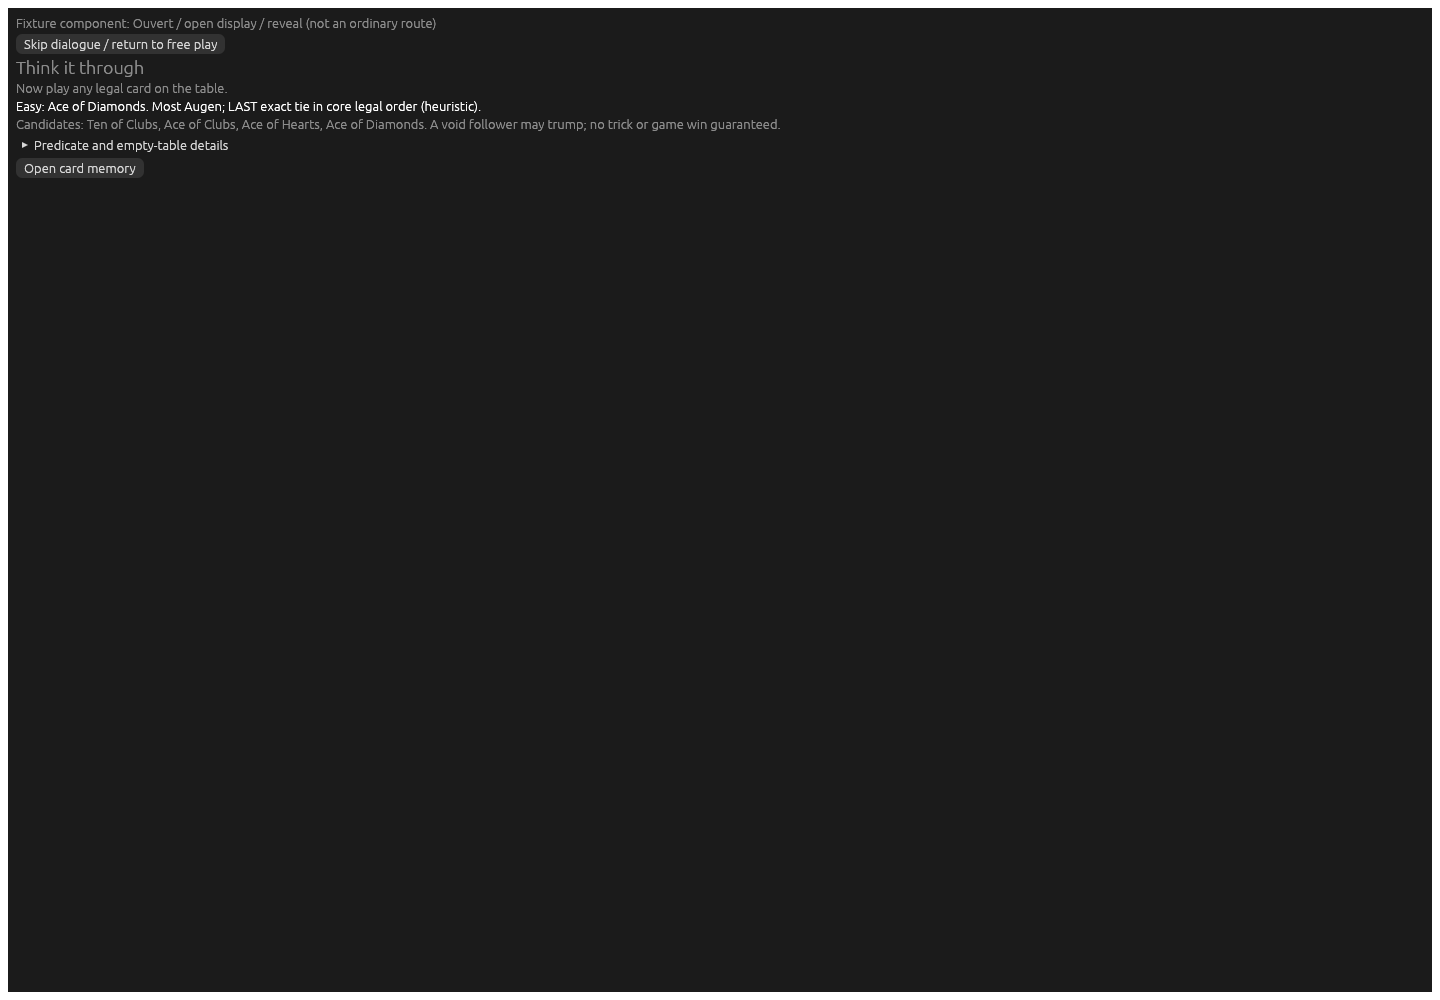 Fixture component: Ouvert / open display / reveal (not an ordinary route)
Skip dialogue / return to free play
Think it through
Now play any legal card on the table.
Easy: Ace of Diamonds. Most Augen; LAST exact tie in core legal order (heuristic).
Candidates: Ten of Clubs, Ace of Clubs, Ace of Hearts, Ace of Diamonds. A void follower may trump; no trick or game win guaranteed.
Predicate and empty-table details
Open card memory